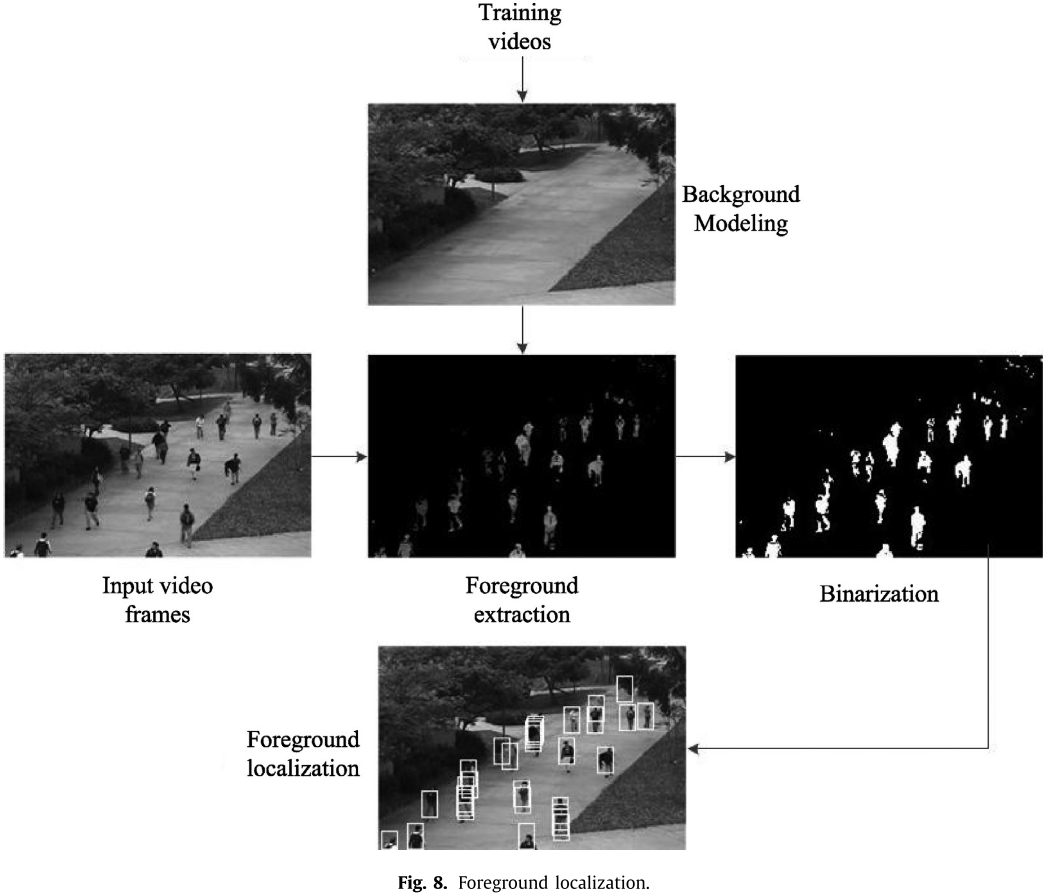 Training
videos
Background
Modeling
Input video
frames
Foreground
extraction
Binarization
Foreground
localization
Fig. 8. Foreground localization.